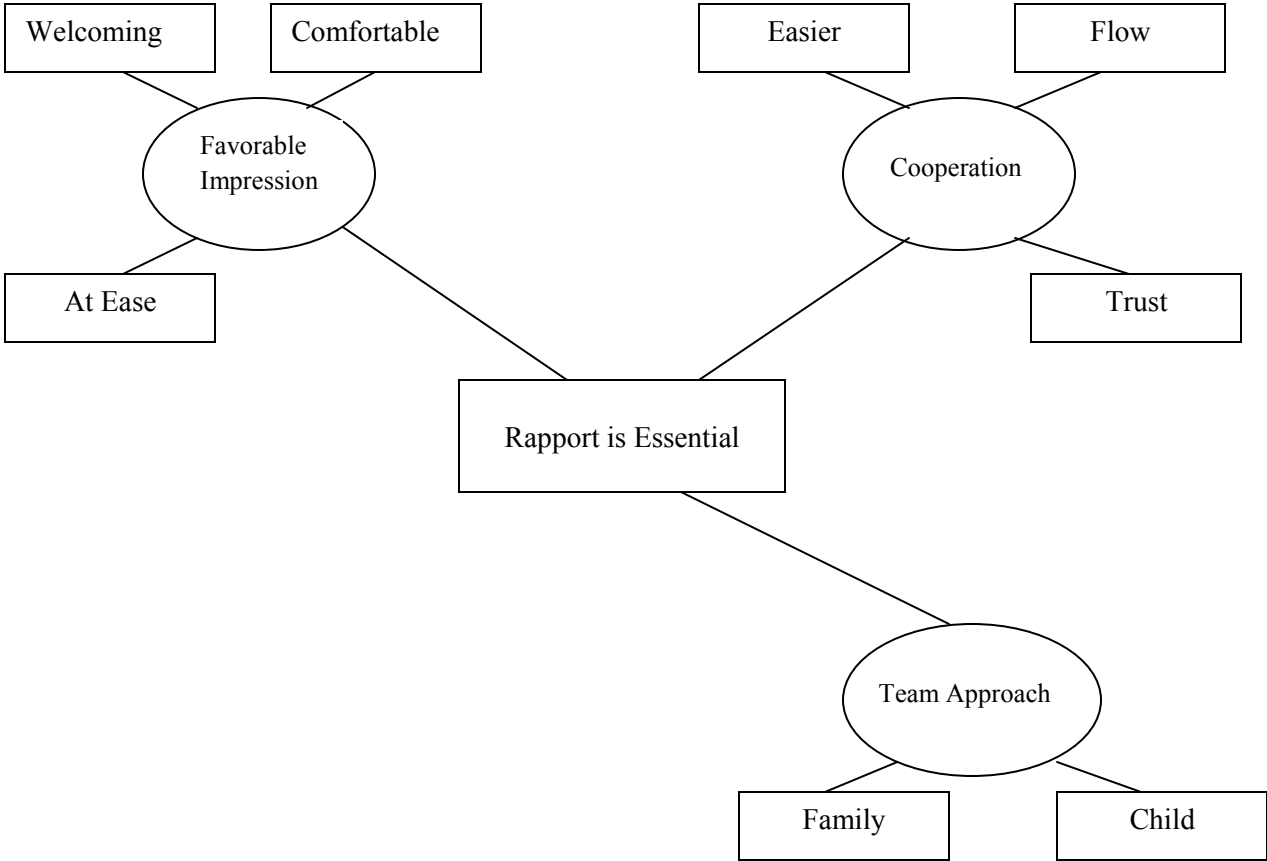 Welcoming
Comfortable
Easier
Flow
Favorable
Impression
Cooperation
At Ease
Trust
Rapport is Essential
Team Approach
Family
Child